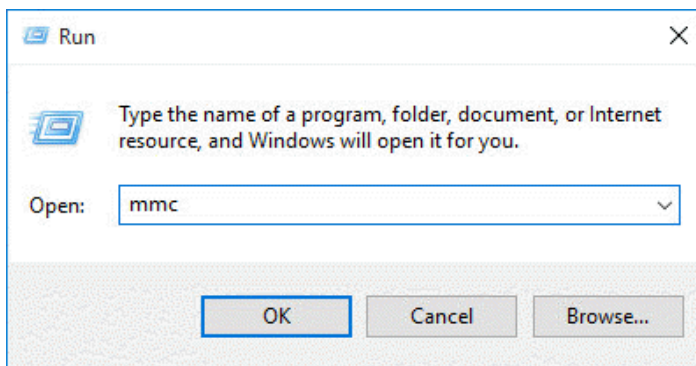 Run
Type the name of a program, folder, document, or Internet
resource, and Windows will open it for you.
Open: mmc
OK Cancel Browse...